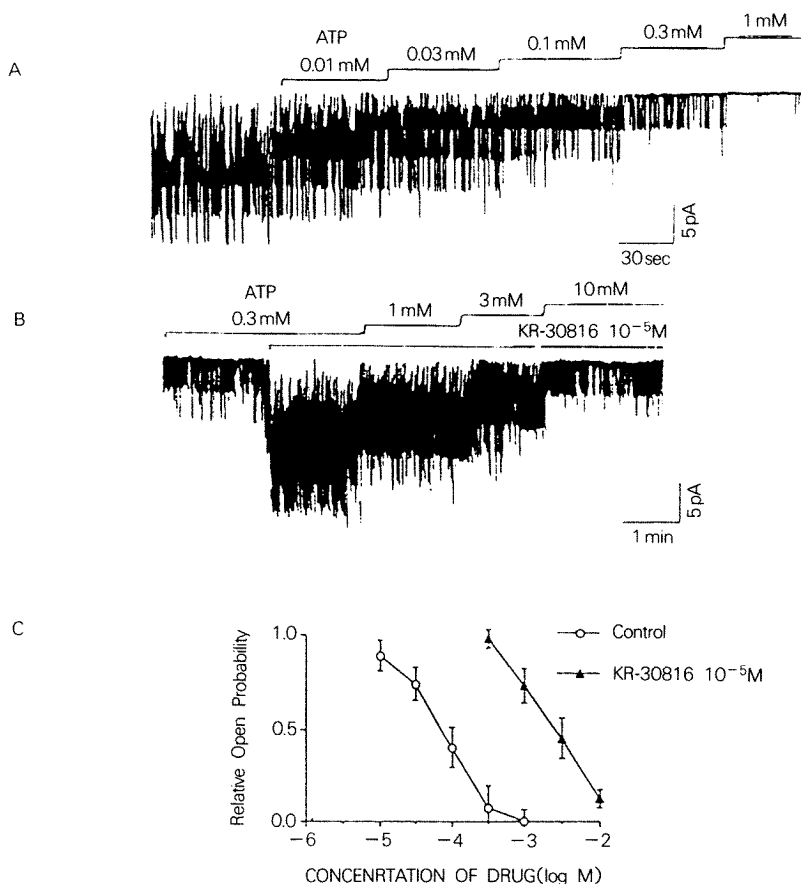 A
ATP
0.01 mM 0.03 mM 0.1 mM 0.3 mM 1 mM
5 pA
30 sec
B
ATP
0.3 mM 1 mM 3 mM 10 mM
KR-30816 10⁻⁵M
5 pA
1 min
C
Relative Open Probability
1.0
0.5
0.0
−6 −5 −4 −3 −2
CONCENRTATION OF DRUG(log M)
Control
KR-30816 10⁻⁵M